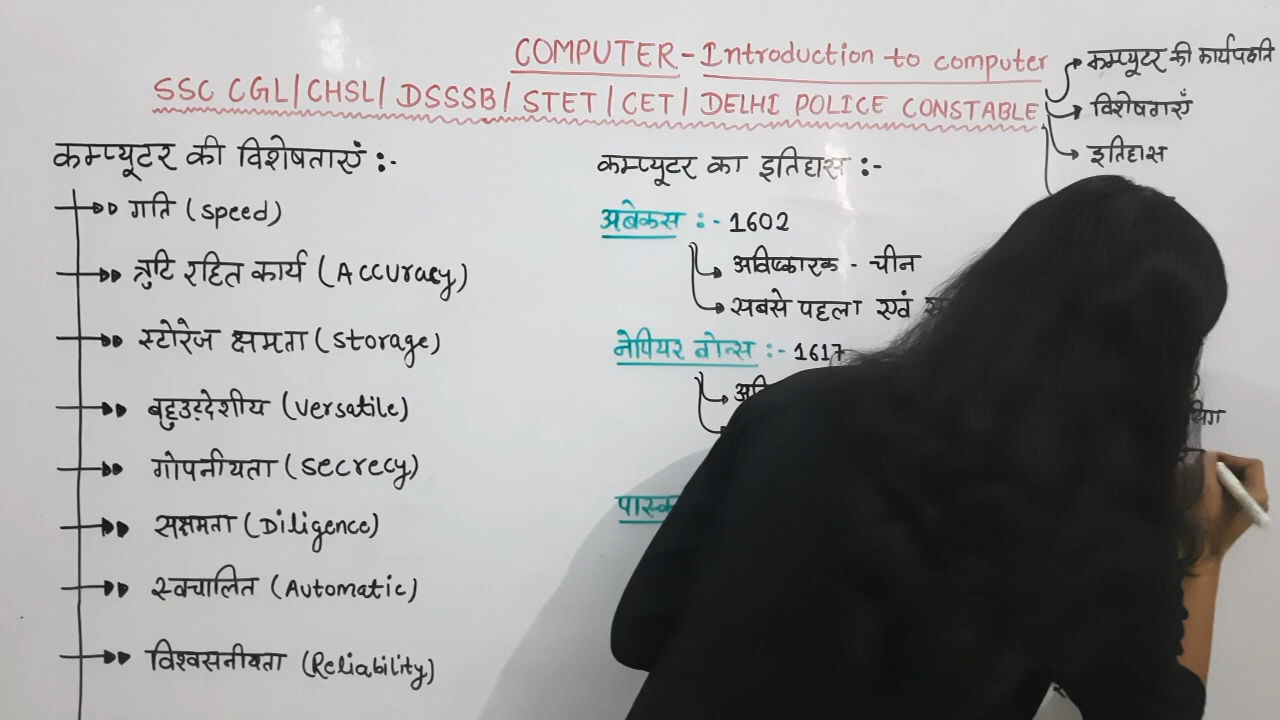 COMPUTER - Introduction to computer
SSC CGL/CHSL/ DSSSB/ STET/CET/ DELHI POLICE CONSTABLE
कम्प्यूटर की कार्यपद्धति
विशेषताएँ
इतिहास
कम्प्यूटर की विशेषताएं :-
गति (speed)
त्रुटि रहित कार्य (Accuracy)
स्टोरेज क्षमता (storage)
बहुउद्देशीय (versatile)
गोपनीयता (secrecy)
सक्षमता (Diligence)
स्वचालित (Automatic)
विश्वसनीयता (Reliability)
कम्प्यूटर का इतिहास :-
अबेकस :- 1602
अविष्कारक - चीन
सबसे पहला एवं
नेपियर बोन्स :- 1617